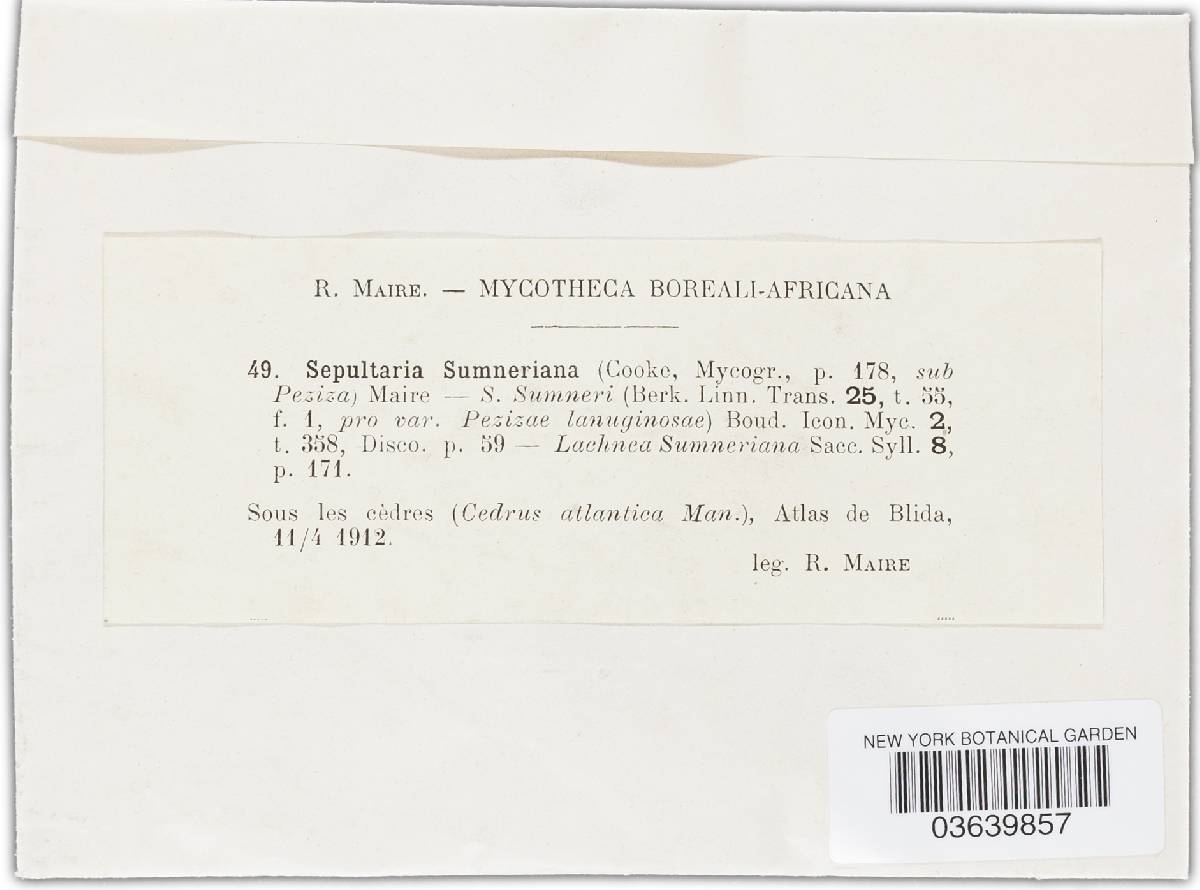 R. MAIRE. — MYCOTHECA BOREALI-AFRICANA
49. Sepultaria Sumneriana (Cooke, Mycogr., p. 178, sub
Peziza) Maire — S. Sumneri (Berk. Linn. Trans. 25, t. 55,
f. 1, pro var. Pezizae lanuginosae) Boud. Icon. Myc. 2,
t. 358, Disco. p. 59 — Lachnea Sumneriana Sacc. Syll. 8,
p. 171.
Sous les cèdres (Cedrus atlantica Man.), Atlas de Blida,
11/4 1912.
leg. R. MAIRE
NEW YORK BOTANICAL GARDEN
03639857